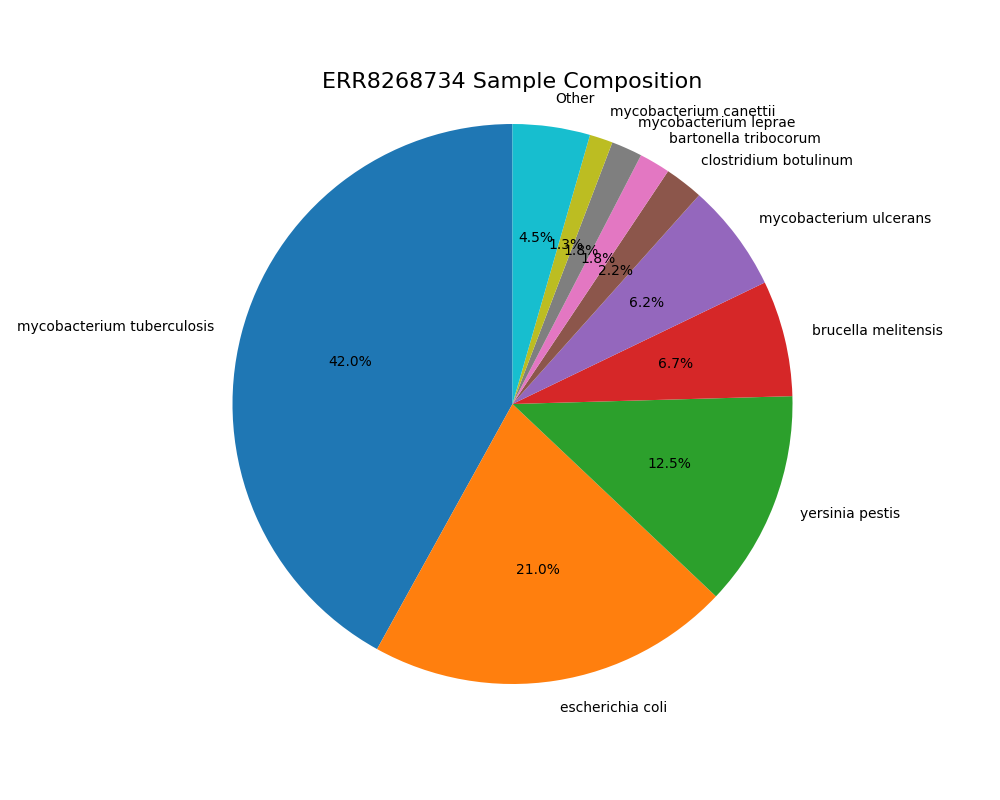 ERR8268734 Sample Composition
Other
mycobacterium canettii
mycobacterium leprae
bartonella tribocorum
clostridium botulinum
mycobacterium ulcerans
brucella melitensis
yersinia pestis
escherichia coli
mycobacterium tuberculosis
4.5%
1.3%
1.8%
1.8%
2.2%
6.2%
6.7%
12.5%
21.0%
42.0%